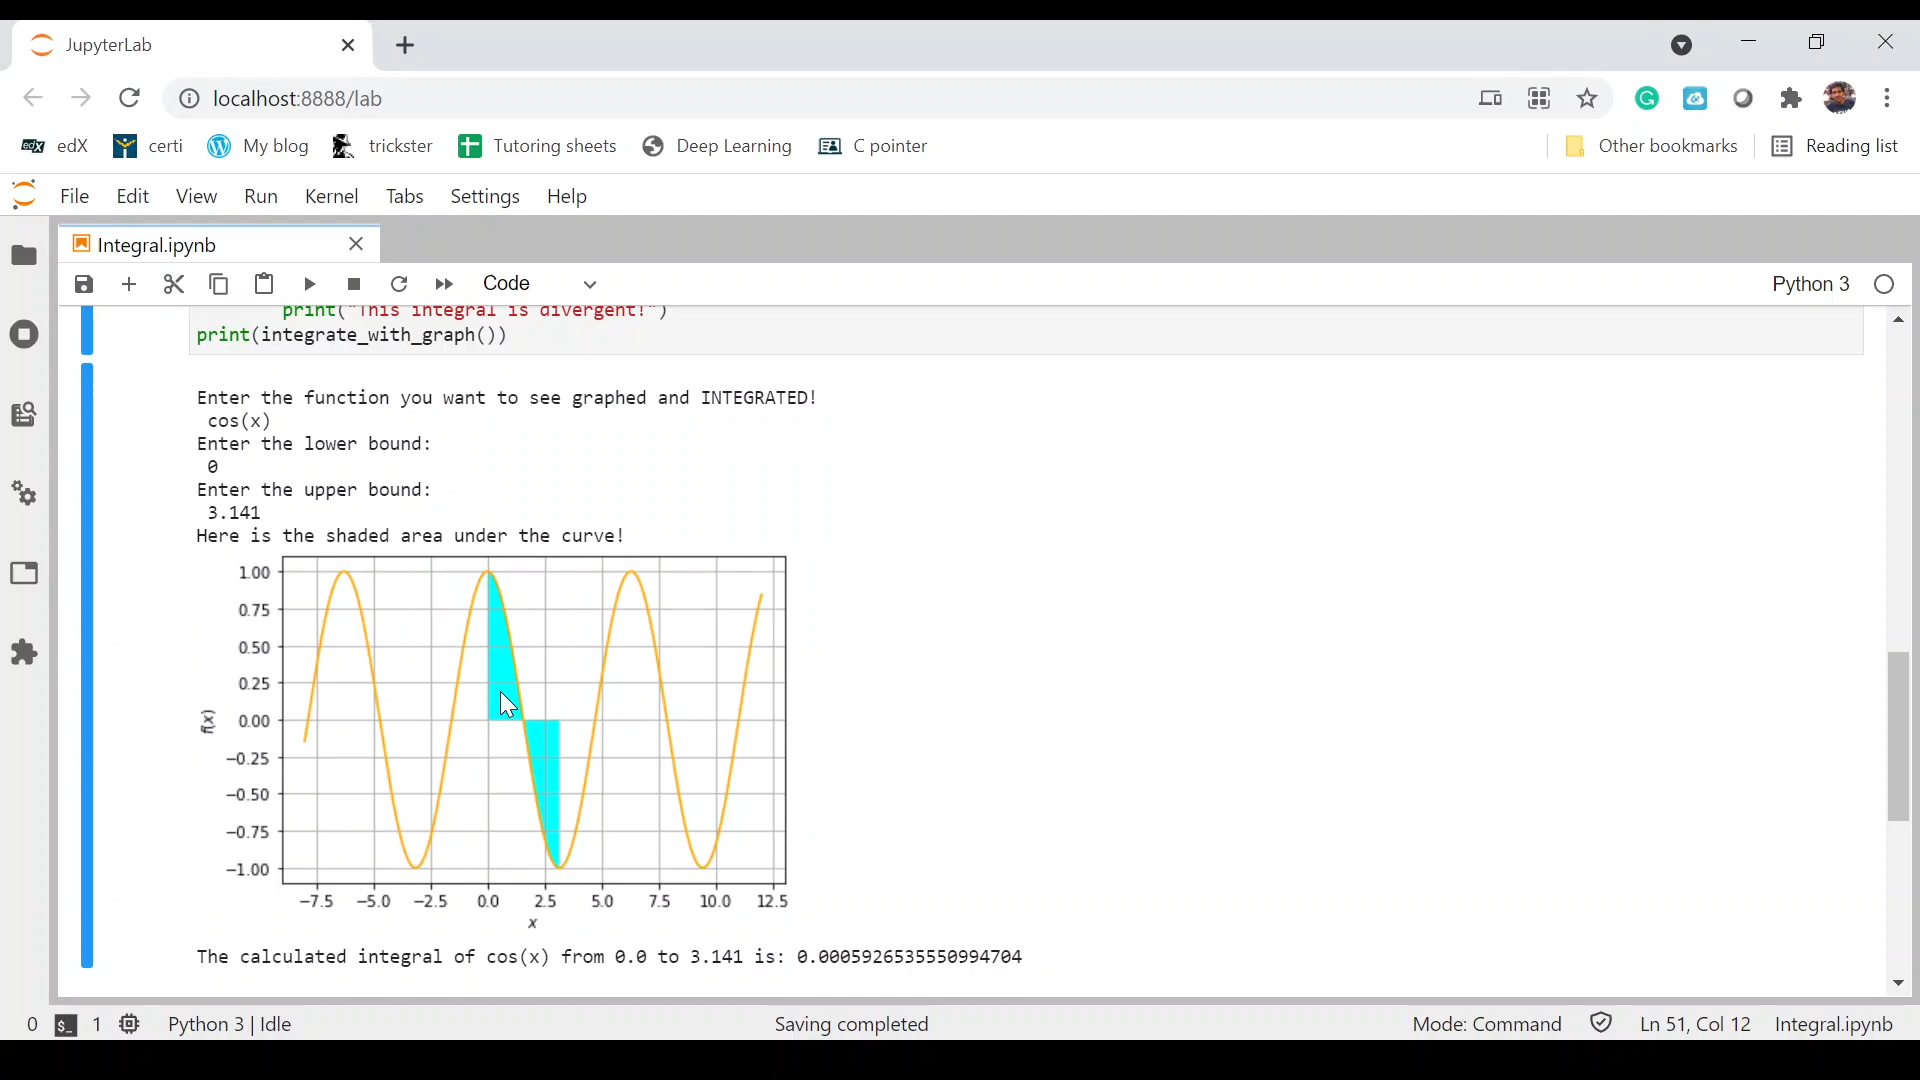 JupyterLab
localhost:8888/lab
edX certi My blog trickster Tutoring sheets Deep Learning C pointer Other bookmarks Reading list
File Edit View Run Kernel Tabs Settings Help
Integral.ipynb
Code Python 3
print("This integral is divergent!")
print(integrate_with_graph())
Enter the function you want to see graphed and INTEGRATED!
cos(x)
Enter the lower bound:
0
Enter the upper bound:
3.141
Here is the shaded area under the curve!
1.00
0.75
0.50
0.25
0.00
−0.25
−0.50
−0.75
−1.00
f(x)
−7.5 −5.0 −2.5 0.0 2.5 5.0 7.5 10.0 12.5
x
The calculated integral of cos(x) from 0.0 to 3.141 is: 0.0005926535550994704
0 1 Python 3 | Idle Saving completed Mode: Command Ln 51, Col 12 Integral.ipynb